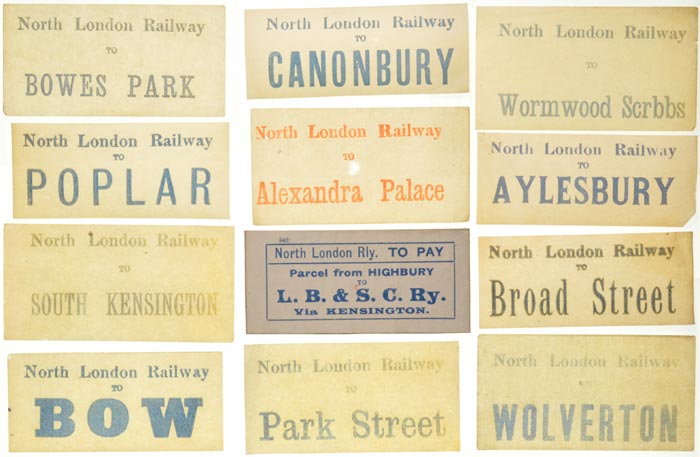 North London Railway
TO
BOWES PARK
North London Railway
TO
CANONBURY
North London Railway
TO
Wormwood Scrbbs
North London Railway
TO
POPLAR
North London Railway
TO
Alexandra Palace
North London Railway
TO
AYLESBURY
North London Railway
TO
SOUTH KENSINGTON
542.
North London Rly. TO PAY
Parcel from HIGHBURY
TO
L. B. & S. C. Ry.
Via KENSINGTON.
North London Railway
TO
Broad Street
North London Railway
TO
BOW
North London Railway
TO
Park Street
North London Railway
TO
WOLVERTON